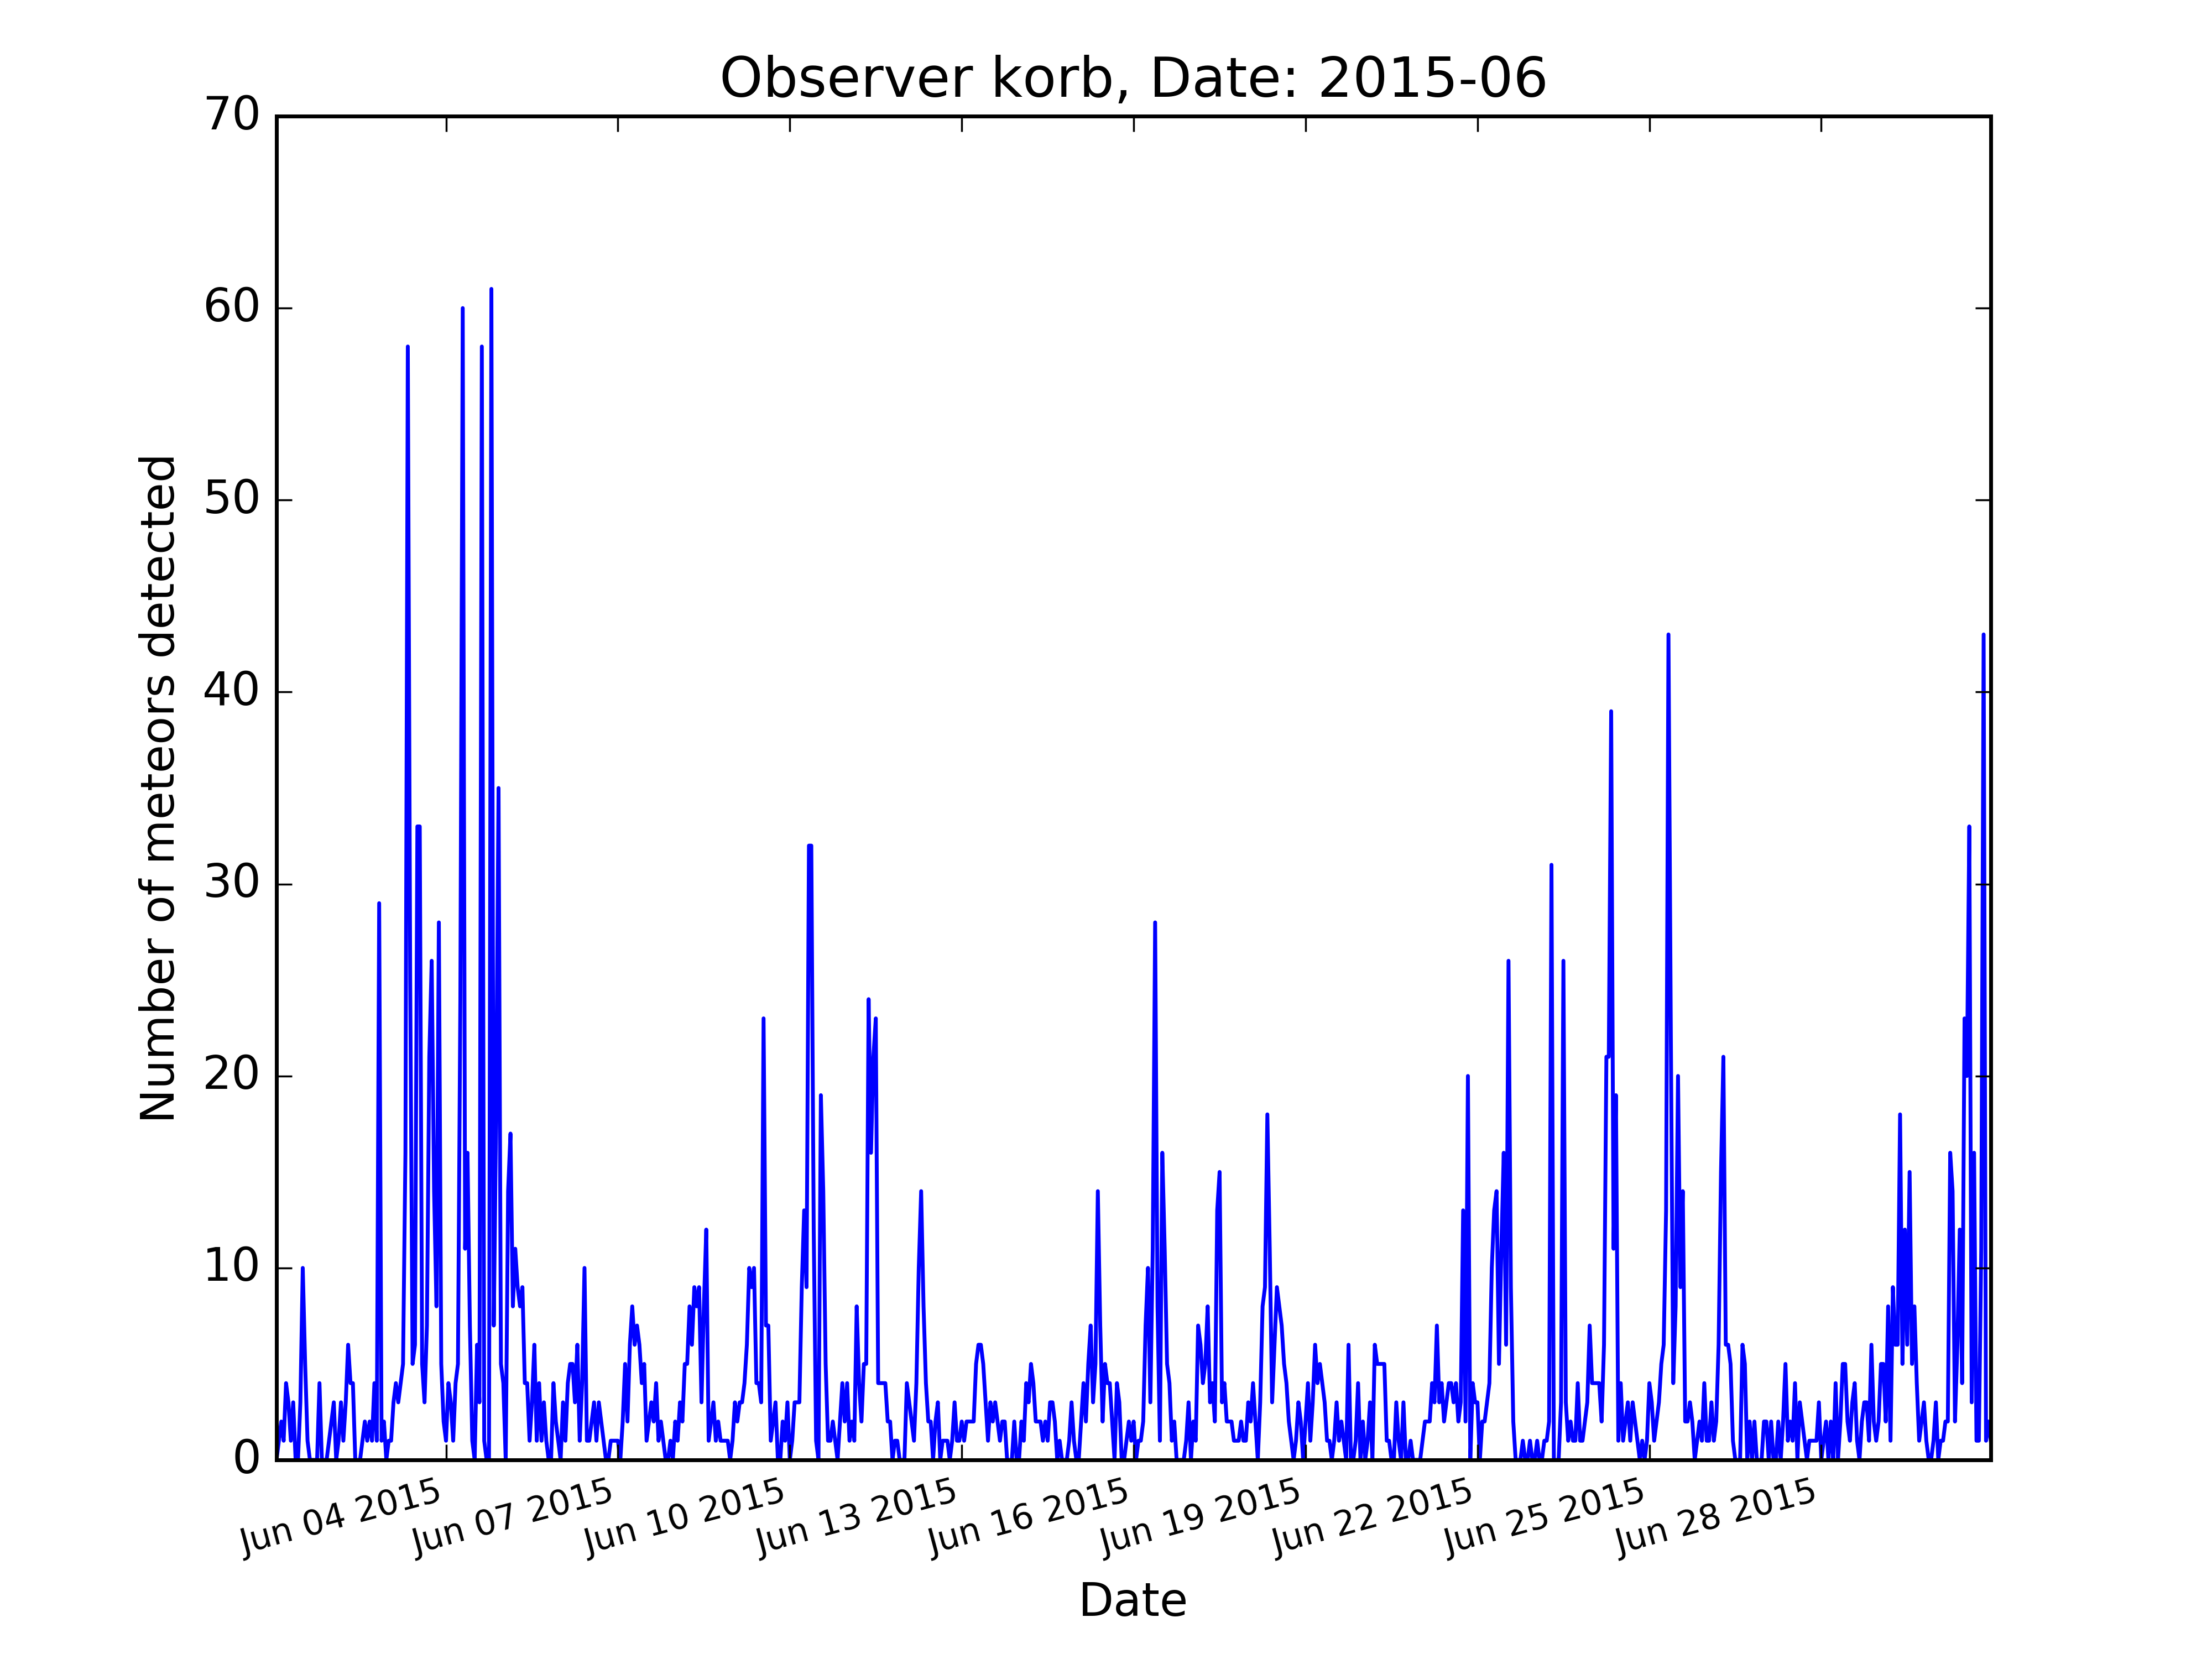 Observer korb, Date: 2015-06
70
60
50
40
30
20
10
0
Number of meteors detected
Jun 04 2015
Jun 07 2015
Jun 10 2015
Jun 13 2015
Jun 16 2015
Jun 19 2015
Jun 22 2015
Jun 25 2015
Jun 28 2015
Date